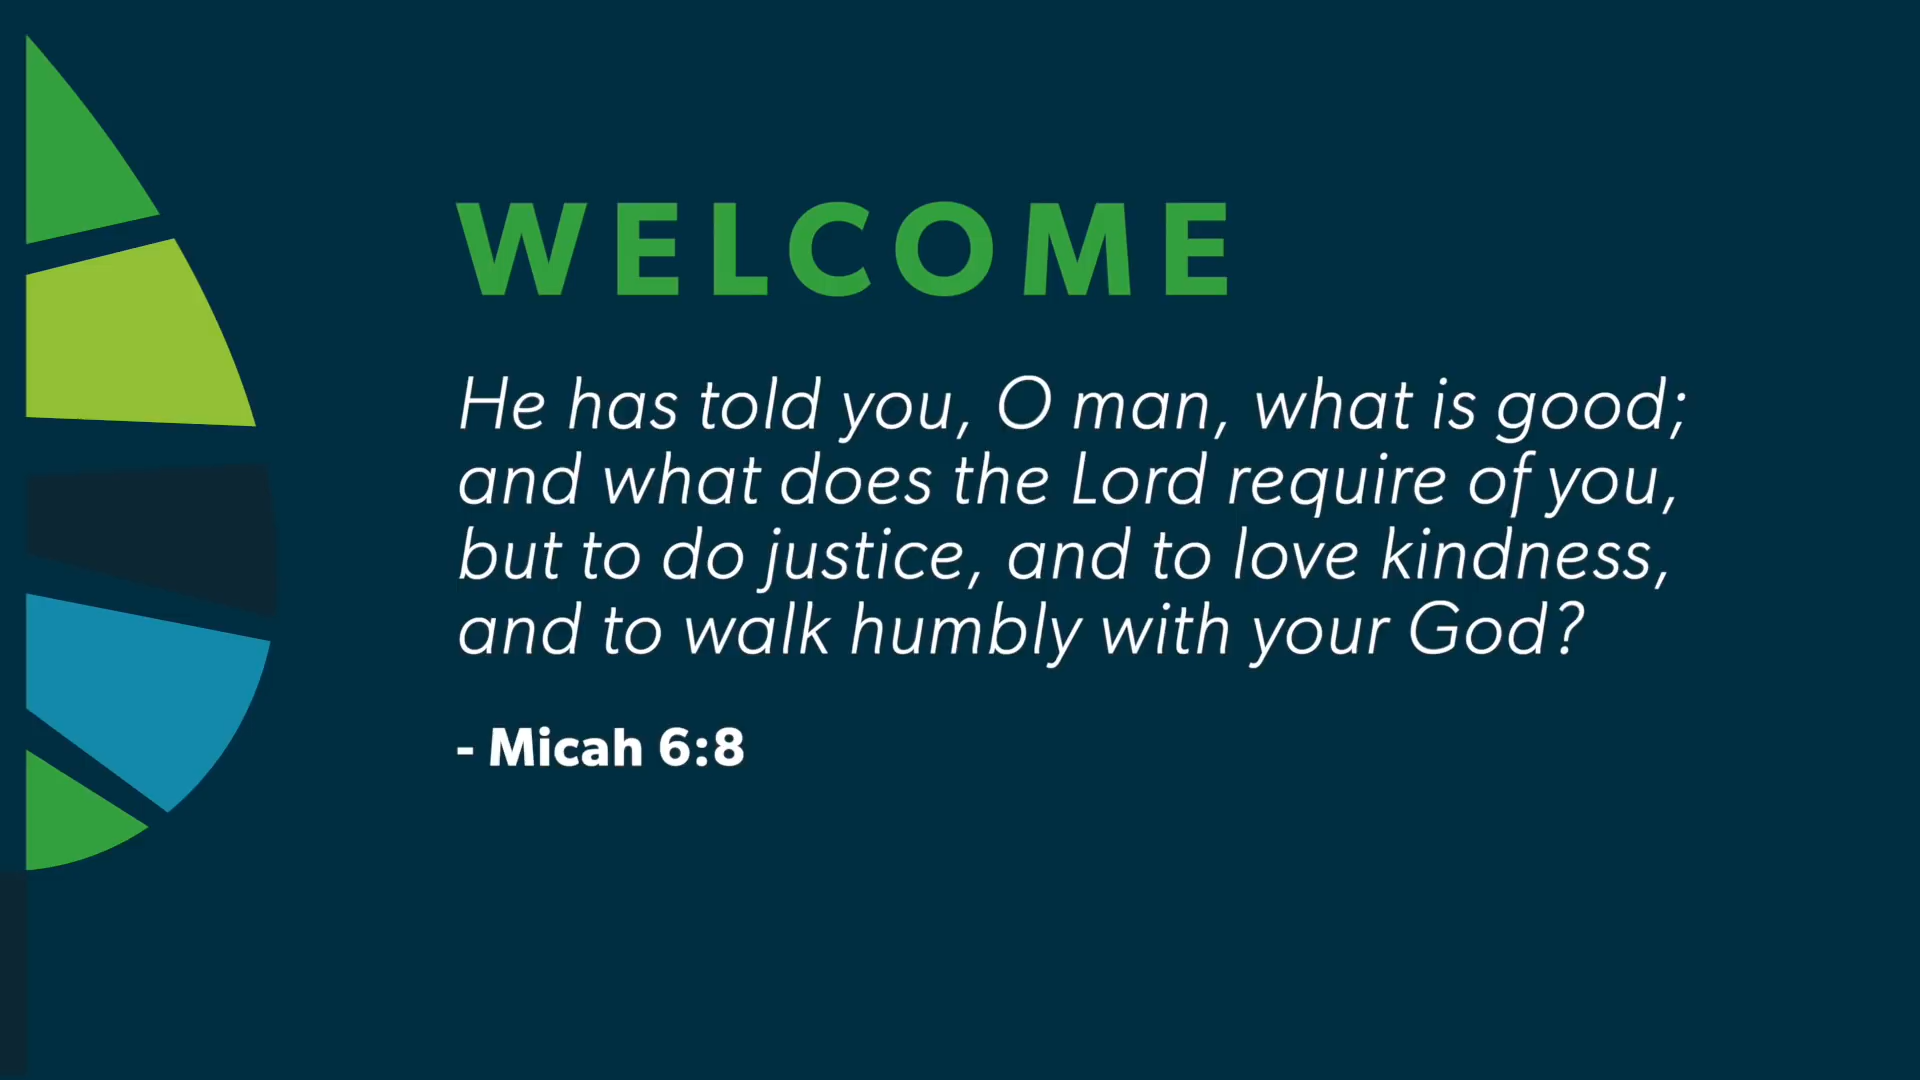 WELCOME
He has told you, O man, what is good;
and what does the Lord require of you,
but to do justice, and to love kindness,
and to walk humbly with your God?
- Micah 6:8